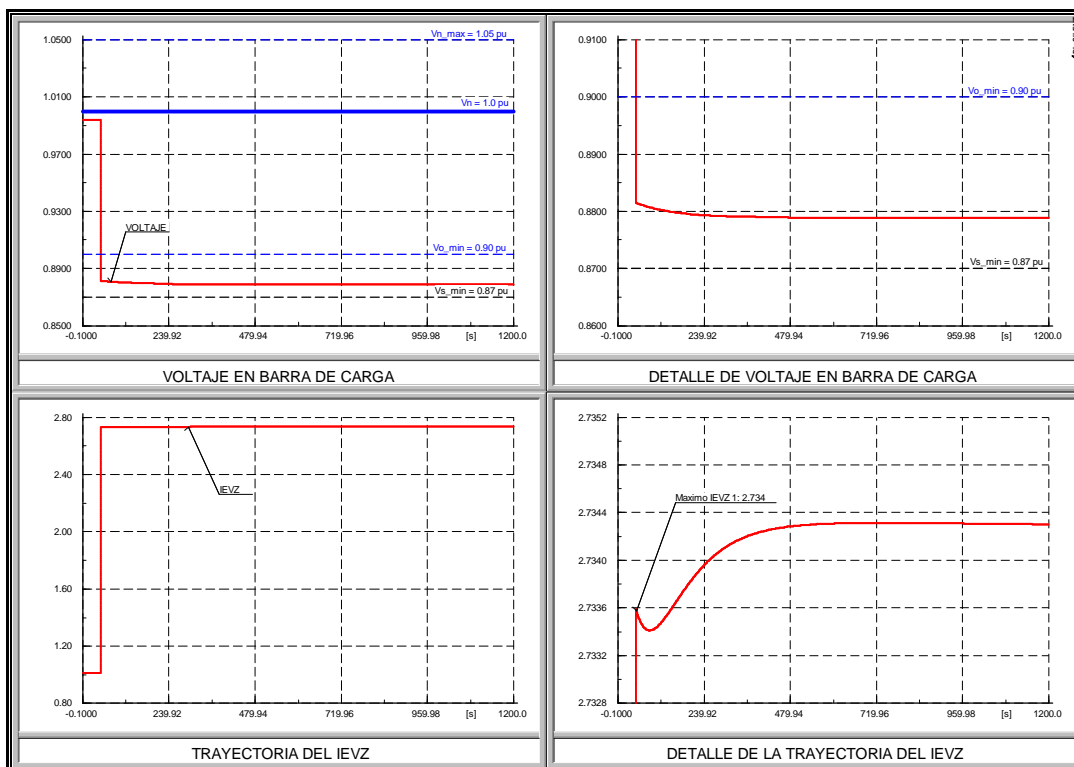 1.0500
1.0100
0.9700
0.9300
0.8900
0.8500
Vn_max = 1.05 pu
Vn = 1.0 pu
VOLTAJE
Vo_min = 0.90 pu
Vs_min = 0.87 pu
-0.1000 239.92 479.94 719.96 959.98 [s] 1200.0
VOLTAJE EN BARRA DE CARGA
0.9100
0.9000
0.8900
0.8800
0.8700
0.8600
Vo_min = 0.90 pu
Vs_min = 0.87 pu
-0.1000 239.92 479.94 719.96 959.98 [s] 1200.0
DETALLE DE VOLTAJE EN BARRA DE CARGA
2.80
2.40
2.00
1.60
1.20
0.80
IEVZ
-0.1000 239.92 479.94 719.96 959.98 [s] 1200.0
TRAYECTORIA DEL IEVZ
2.7352
2.7348
2.7344
2.7340
2.7336
2.7332
2.7328
Maximo IEVZ 1: 2.734
-0.1000 239.92 479.94 719.96 959.98 [s] 1200.0
DETALLE DE LA TRAYECTORIA DEL IEVZ